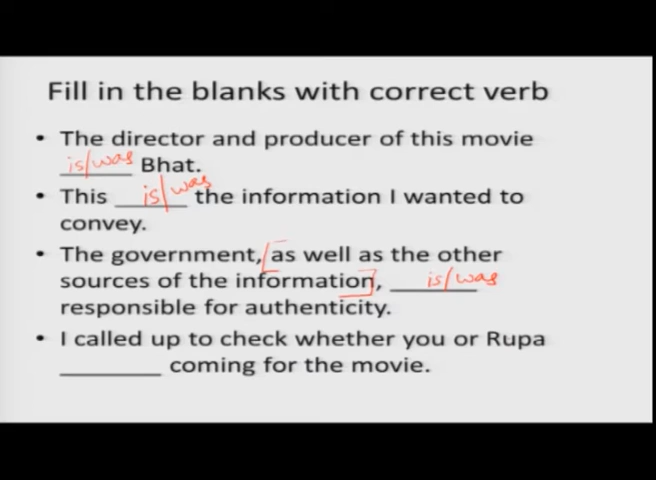 Fill in the blanks with correct verb
• The director and producer of this movie
is/was Bhat.
• This is/was the information I wanted to
convey.
• The government, [as well as the other
sources of the information], is/was
responsible for authenticity.
• I called up to check whether you or Rupa
_________ coming for the movie.